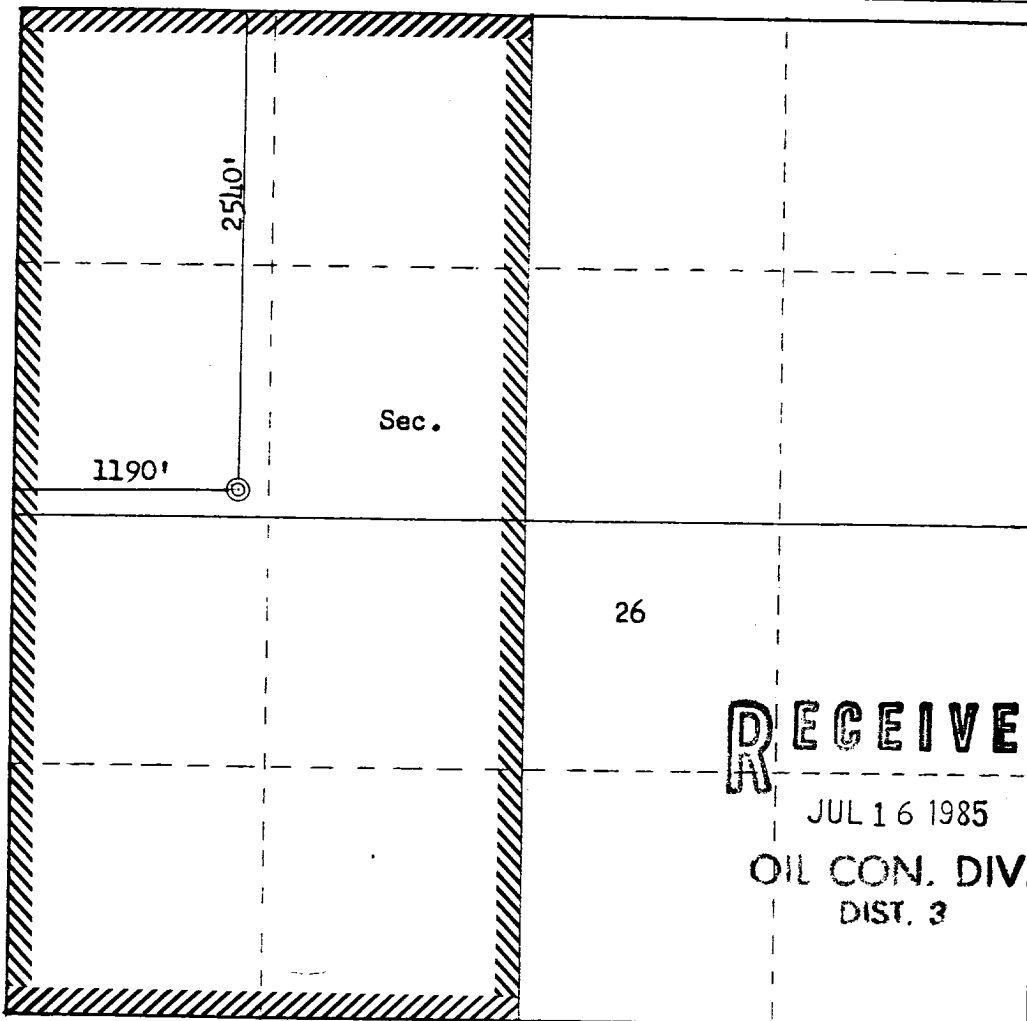 2540'
Sec.
1190'
26
RECEIVE
JUL 16 1985
OIL CON. DIV.
DIST. 3